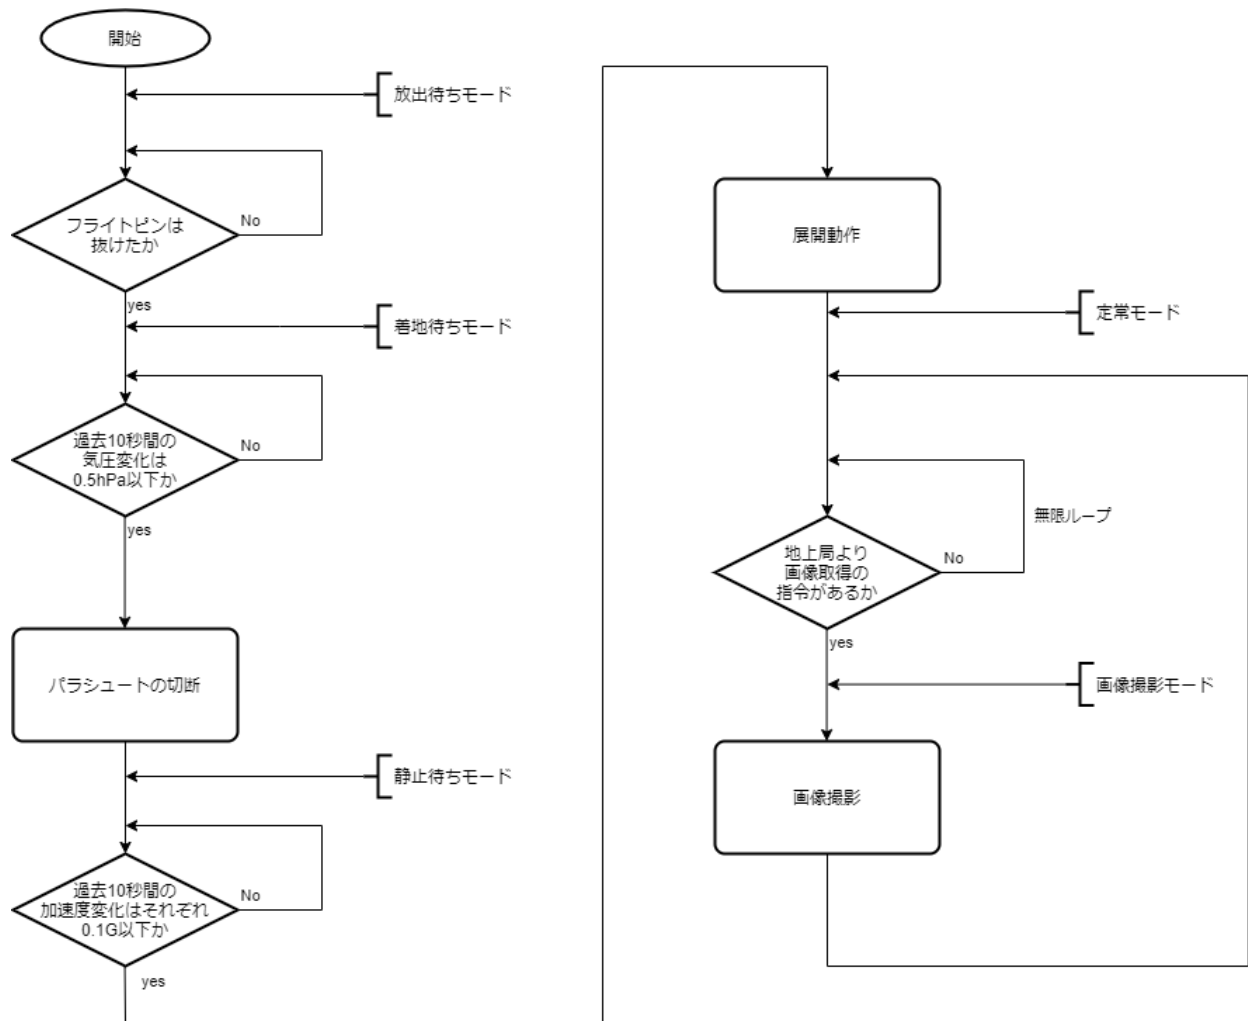 開始
放出待ちモード
フライトピンは
抜けたか
No
yes
着地待ちモード
過去10秒間の
気圧変化は
0.5hPa以下か
No
yes
パラシュートの切断
静止待ちモード
過去10秒間の
加速度変化はそれぞれ
0.1G以下か
No
yes
展開動作
定常モード
無限ループ
地上局より
画像取得の
指令があるか
No
yes
画像撮影モード
画像撮影